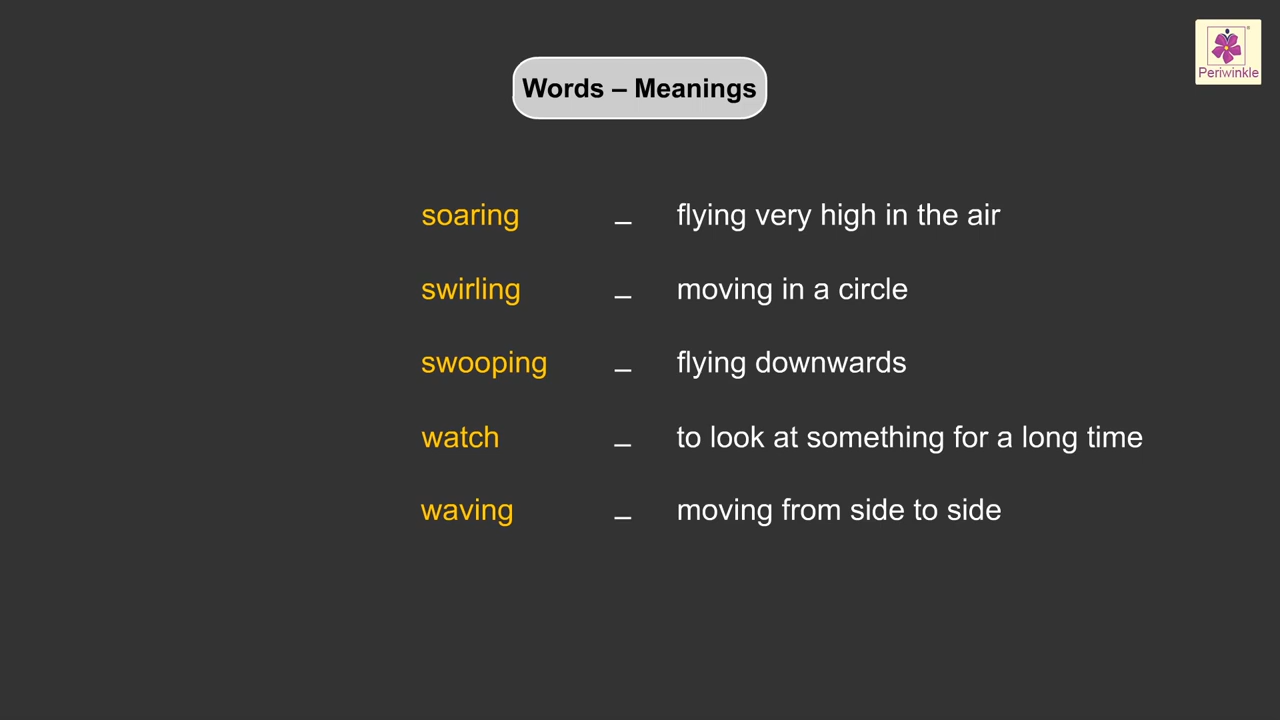 Periwinkle
Words – Meanings
soaring – flying very high in the air
swirling – moving in a circle
swooping – flying downwards
watch – to look at something for a long time
waving – moving from side to side